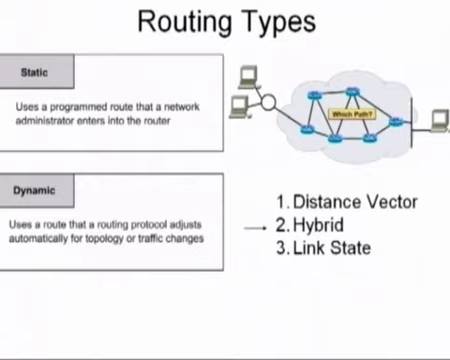 Routing Types
Static
Uses a programmed route that a network
administrator enters into the router
Which Path?
Dynamic
Uses a route that a routing protocol adjusts
automatically for topology or traffic changes
1. Distance Vector
2. Hybrid
3. Link State